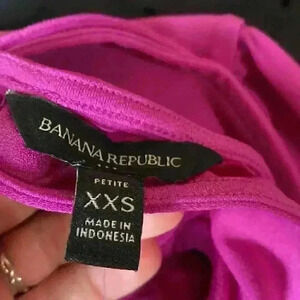 BANANA REPUBLIC
PETITE
XXS
MADE IN
INDONESIA